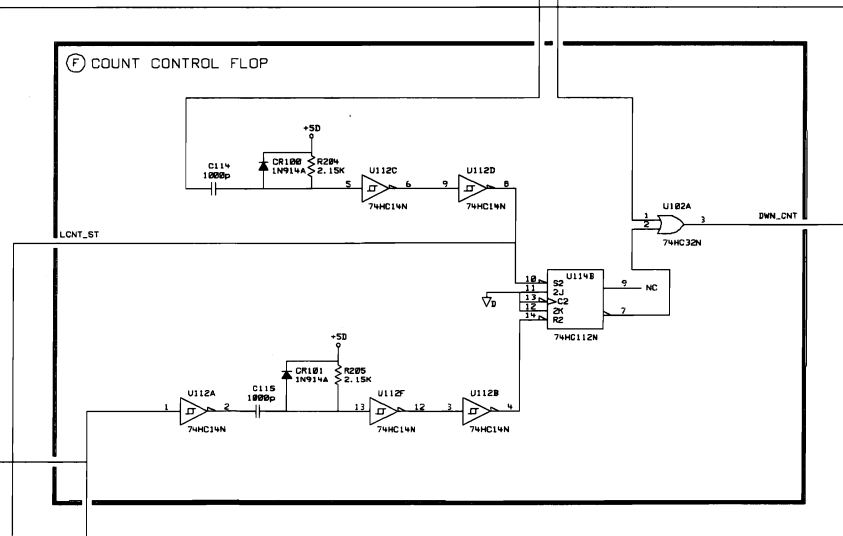 F COUNT CONTROL FLOP
+5D
C114
1000p
CR100
1N914A
R204
2.15K
U112C
5
6
74HC14N
U112D
9
8
74HC14N
U102A
1
2
3
DWN_CNT
74HC32N
LCNT_ST
D
U114B
10
S2
11
2J
13
C2
12
2K
14
R2
9
NC
7
74HC112N
+5D
CR101
1N914A
R205
2.15K
U112A
1
2
74HC14N
C115
1000p
U112F
13
12
74HC14N
U112B
3
4
74HC14N